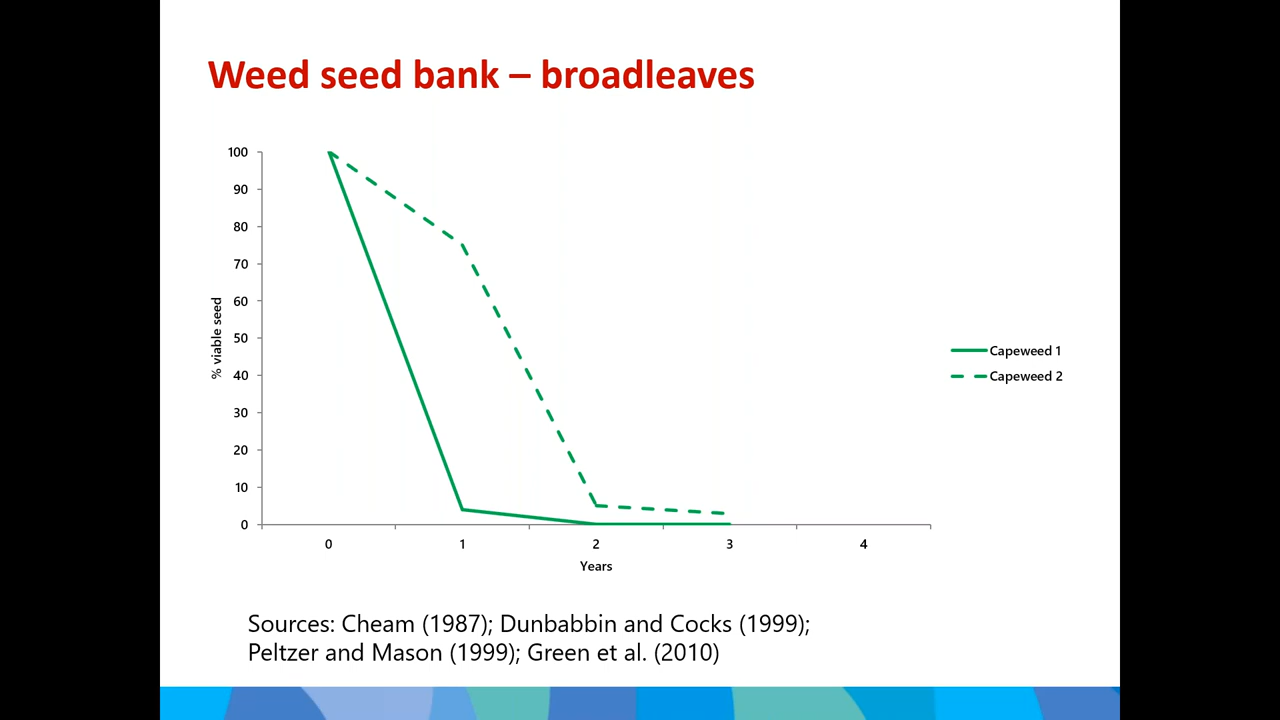 Weed seed bank – broadleaves
100
90
80
70
60
50
40
30
20
10
0
% viable seed
0 1 2 3 4
Years
Capeweed 1
Capeweed 2
Sources: Cheam (1987); Dunbabbin and Cocks (1999);
Peltzer and Mason (1999); Green et al. (2010)